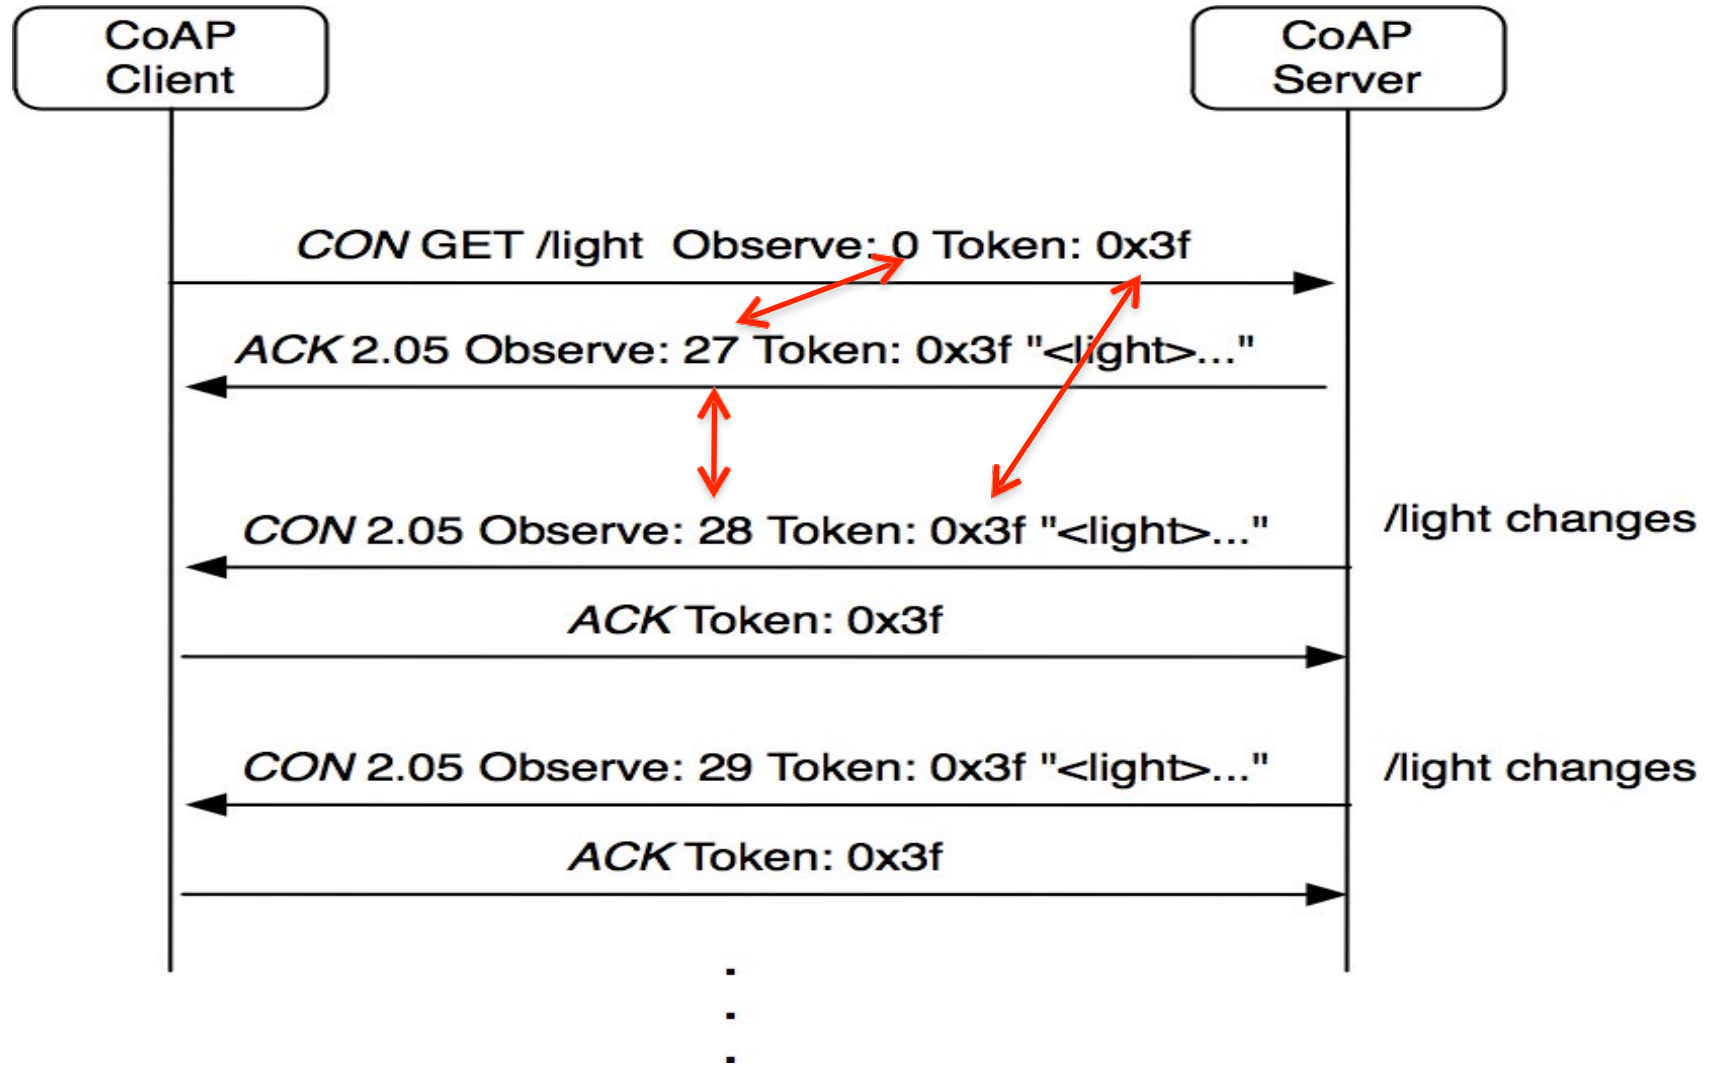 CoAP
Client
CoAP
Server
CON GET /light  Observe: 0 Token: 0x3f
ACK 2.05 Observe: 27 Token: 0x3f "<light>..."
CON 2.05 Observe: 28 Token: 0x3f "<light>..."
/light changes
ACK Token: 0x3f
CON 2.05 Observe: 29 Token: 0x3f "<light>..."
/light changes
ACK Token: 0x3f